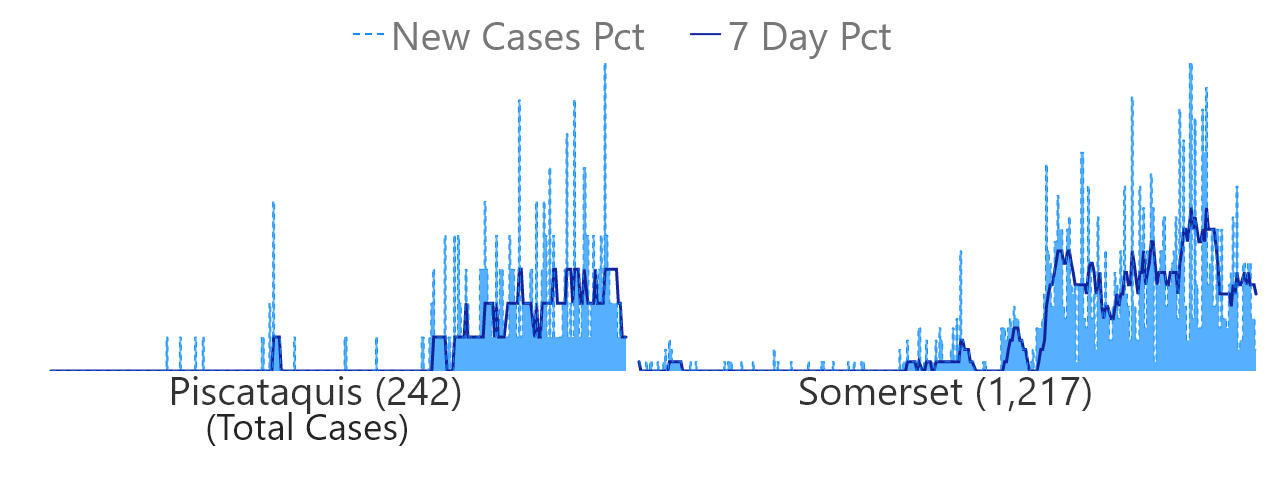 New Cases Pct 7 Day Pct
Piscataquis (242) Somerset (1,217)
(Total Cases)